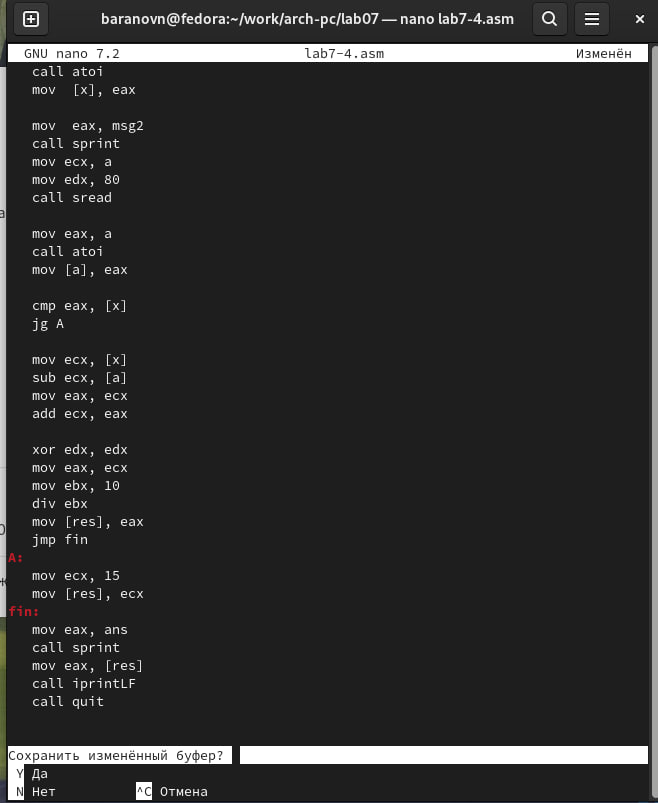 baranovn@fedora:~/work/arch-pc/lab07 — nano lab7-4.asm
GNU nano 7.2 lab7-4.asm Изменён
call atoi
mov [x], eax
mov eax, msg2
call sprint
mov ecx, a
mov edx, 80
call sread
mov eax, a
call atoi
mov [a], eax
cmp eax, [x]
jg A
mov ecx, [x]
sub ecx, [a]
mov eax, ecx
add ecx, eax
xor edx, edx
mov eax, ecx
mov ebx, 10
div ebx
mov [res], eax
jmp fin
A:
mov ecx, 15
mov [res], ecx
fin:
mov eax, ans
call sprint
mov eax, [res]
call iprintLF
call quit
Сохранить изменённый буфер?
Y Да
N Нет ^C Отмена